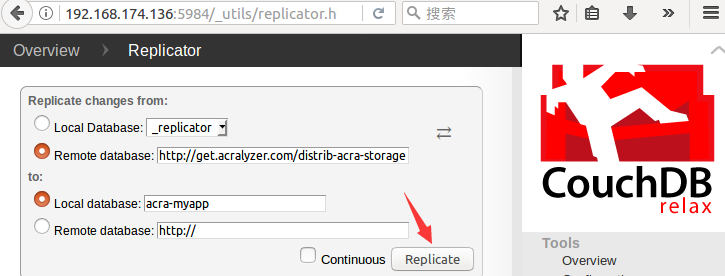 192.168.174.136:5984/_utils/replicator.h
搜索
Overview
Replicator
Replicate changes from:
Local Database: _replicator
Remote database: http://get.acralyzer.com/distrib-acra-storage
to:
Local database: acra-myapp
Remote database: http://
Continuous
Replicate
CouchDB
relax
Tools
Overview